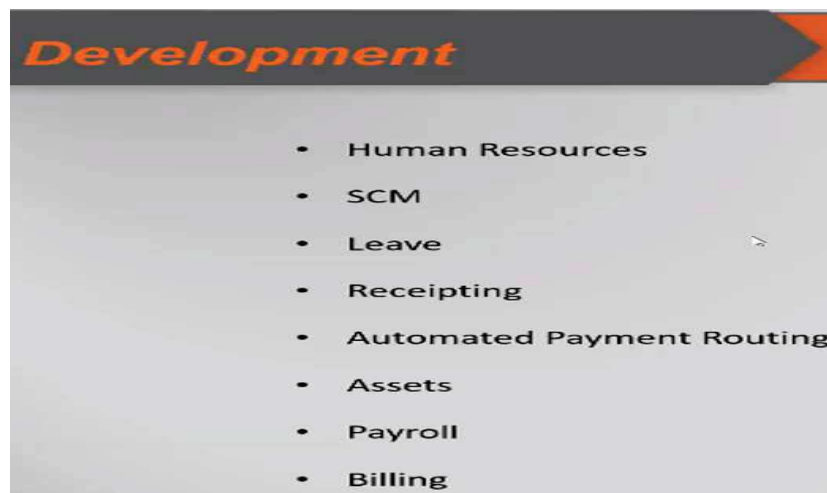 Development
• Human Resources
• SCM
• Leave
• Receipting
• Automated Payment Routing
• Assets
• Payroll
• Billing